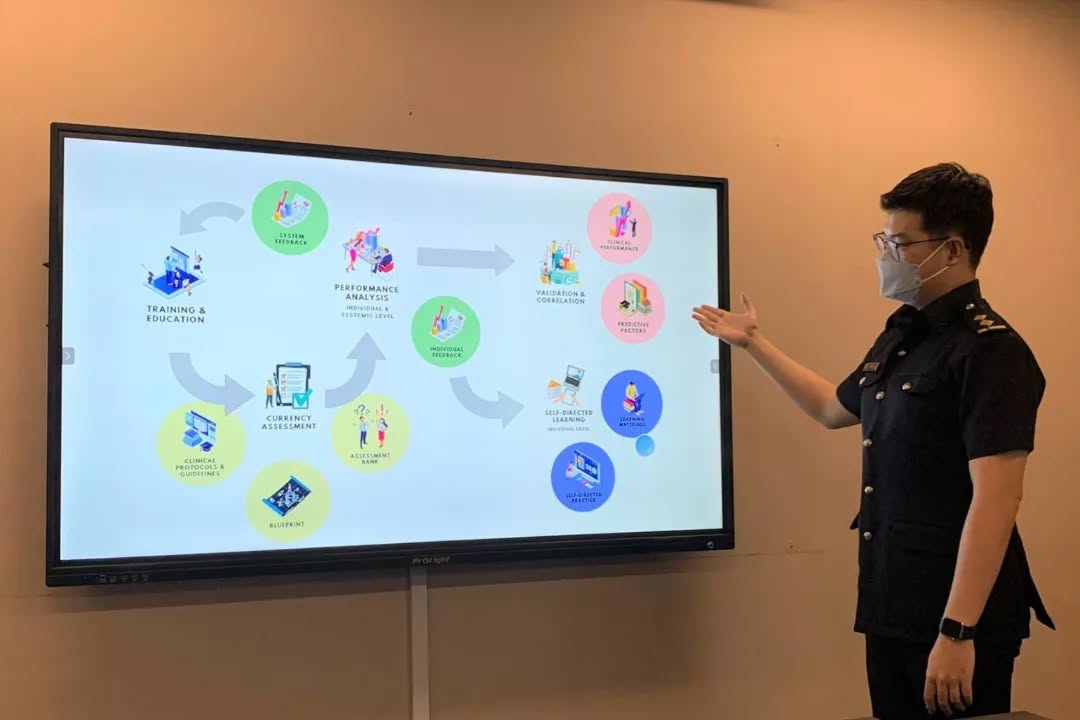 SYSTEM
FEEDBACK
TRAINING &
EDUCATION
PERFORMANCE
ANALYSIS
INDIVIDUAL &
SYSTEMIC LEVEL
INDIVIDUAL
FEEDBACK
CURRENCY
ASSESSMENT
CLINICAL
PROTOCOLS &
GUIDELINES
BLUEPRINT
ASSESSMENT
BANK
VALIDATION &
CORRELATION
CLINICAL
PERFORMANCE
PREDICTIVE
FACTORS
SELF-DIRECTED
LEARNING
INDIVIDUAL LEVEL
LEARNING
MATERIALS
SELF-DIRECTED
PRACTICE